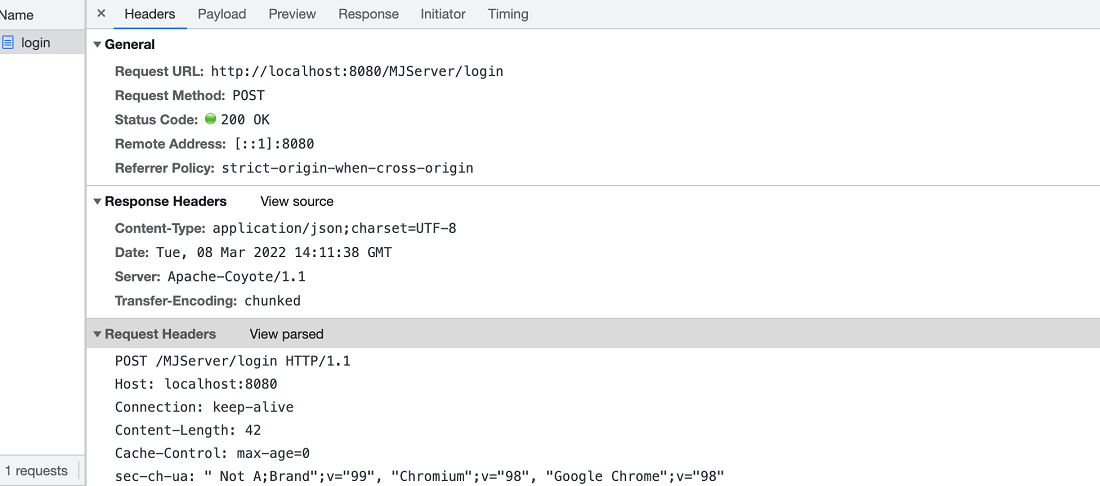 Name
× Headers Payload Preview Response Initiator Timing
login
General
Request URL: http://localhost:8080/MJServer/login
Request Method: POST
Status Code: 200 OK
Remote Address: [::1]:8080
Referrer Policy: strict-origin-when-cross-origin
Response Headers View source
Content-Type: application/json;charset=UTF-8
Date: Tue, 08 Mar 2022 14:11:38 GMT
Server: Apache-Coyote/1.1
Transfer-Encoding: chunked
Request Headers View parsed
POST /MJServer/login HTTP/1.1
Host: localhost:8080
Connection: keep-alive
Content-Length: 42
Cache-Control: max-age=0
sec-ch-ua: " Not A;Brand";v="99", "Chromium";v="98", "Google Chrome";v="98"
1 requests